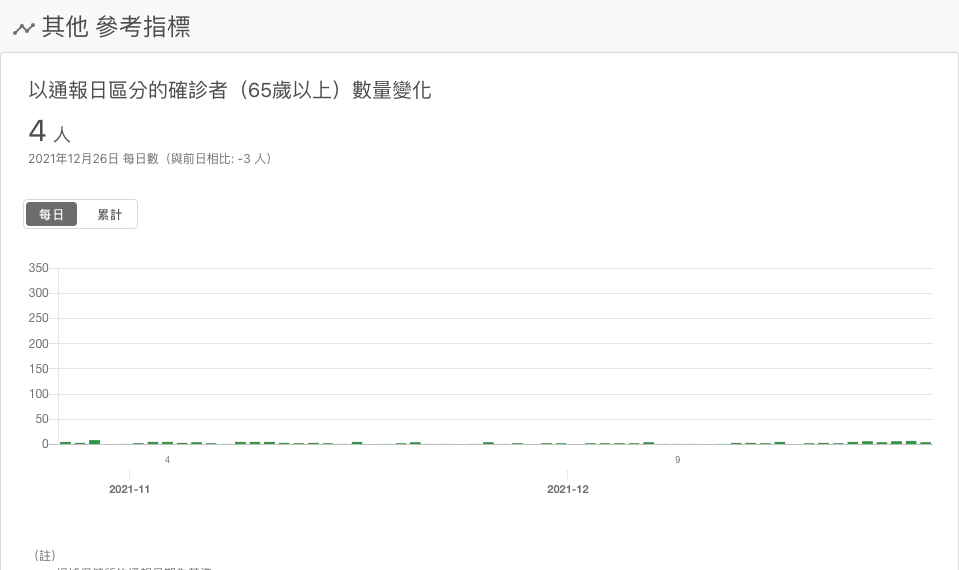 其他 參考指標
以通報日區分的確診者（65歲以上）數量變化
4 人
2021年12月26日 每日數（與前日相比: -3 人）
每日 累計
350
300
250
200
150
100
50
0
4 9
2021-11 2021-12
（註）